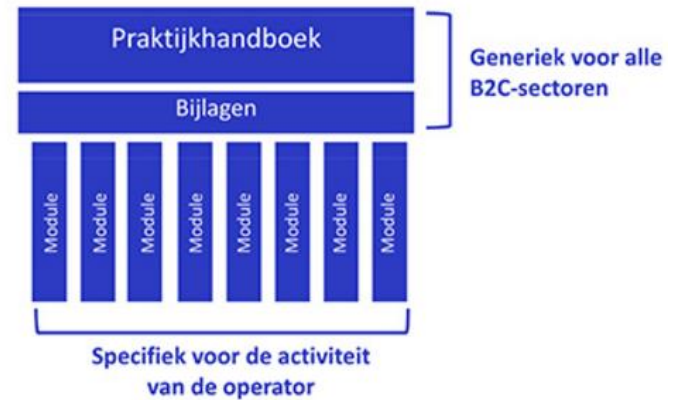 Praktijkhandboek
Generiek voor alle
B2C-sectoren
Bijlagen
Module
Module
Module
Module
Module
Module
Module
Module
Specifiek voor de activiteit
van de operator